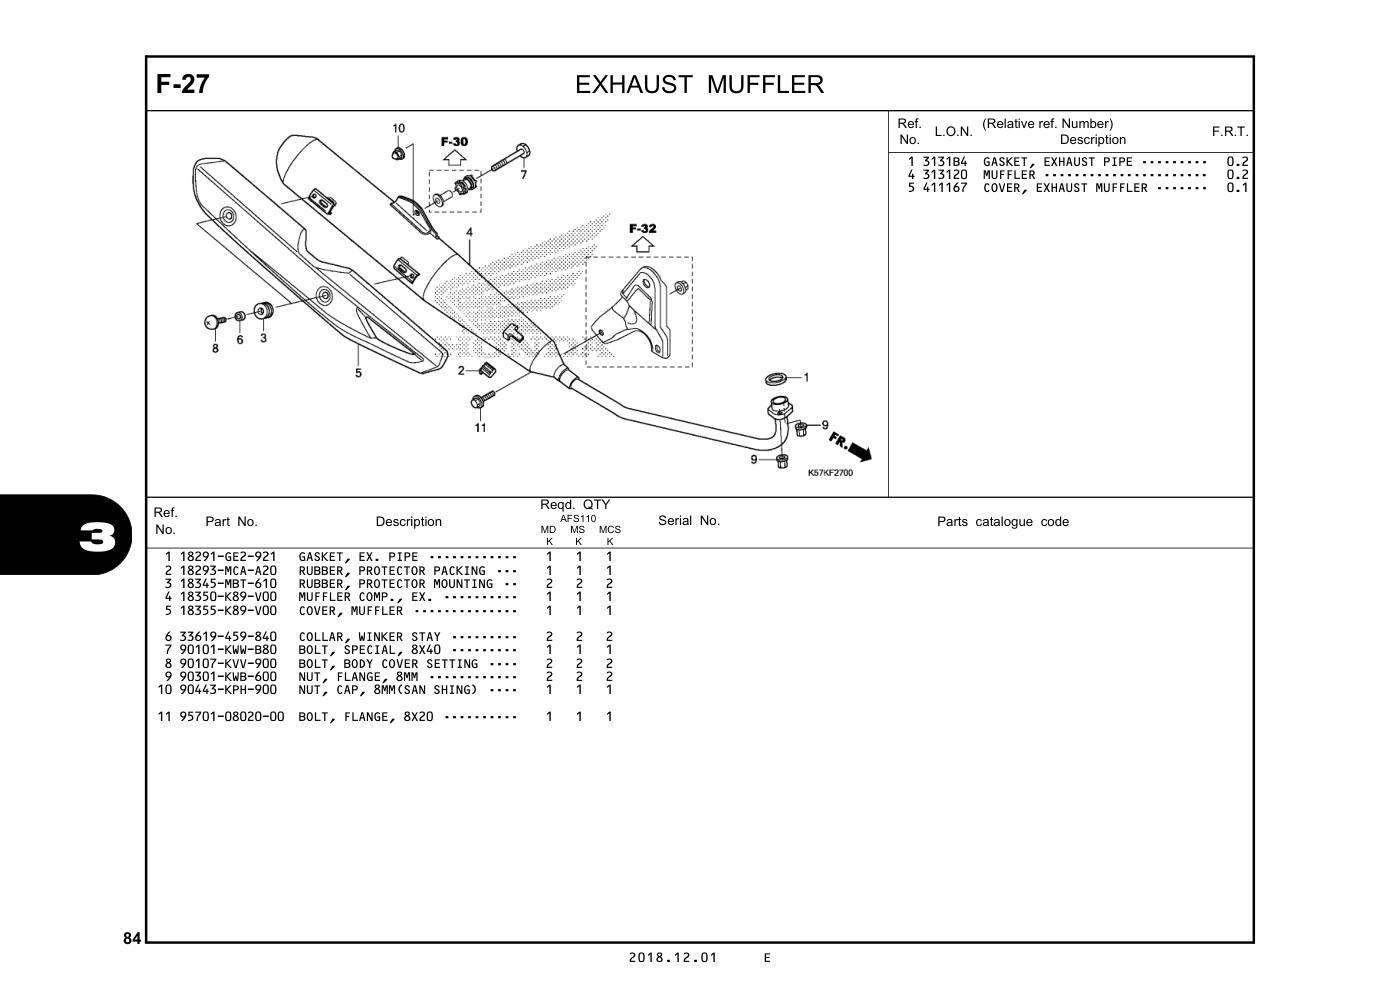 F-27 EXHAUST MUFFLER
10
F-30
7
4
F-32
8
6
3
5
2
11
1
9
9
FR.
K57KF2700
HONDA
Ref. No. L.O.N. (Relative ref. Number) Description F.R.T.
1 3131B4 GASKET, EXHAUST PIPE --------- 0.2
4 313120 MUFFLER ---------------------- 0.2
5 411167 COVER, EXHAUST MUFFLER ------- 0.1
3
Reqd. QTY
Ref. No. Part No. Description AFS110 Serial No. Parts catalogue code
MD MS MCS
K K K
1 18291-GE2-921 GASKET, EX. PIPE ------------ 1 1 1
2 18293-MCA-A20 RUBBER, PROTECTOR PACKING --- 1 1 1
3 18345-MBT-610 RUBBER, PROTECTOR MOUNTING -- 2 2 2
4 18350-K89-V00 MUFFLER COMP., EX. ---------- 1 1 1
5 18355-K89-V00 COVER, MUFFLER -------------- 1 1 1
6 33619-459-840 COLLAR, WINKER STAY --------- 2 2 2
7 90101-KWW-B80 BOLT, SPECIAL, 8X40 --------- 1 1 1
8 90107-KVV-900 BOLT, BODY COVER SETTING ---- 2 2 2
9 90301-KWB-600 NUT, FLANGE, 8MM ------------ 2 2 2
10 90443-KPH-900 NUT, CAP, 8MM(SAN SHING) ---- 1 1 1
11 95701-08020-00 BOLT, FLANGE, 8X20 ---------- 1 1 1
84
2018.12.01 E